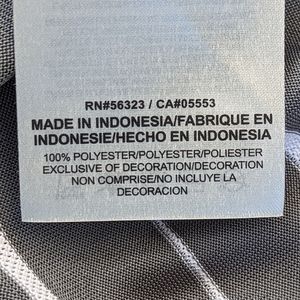 RN#56323 / CA#05553
MADE IN INDONESIA/FABRIQUE EN
INDONESIE/HECHO EN INDONESIA
100% POLYESTER/POLYESTER/POLIESTER
EXCLUSIVE OF DECORATION/DECORATION
NON COMPRISE/NO INCLUYE LA
DECORACION